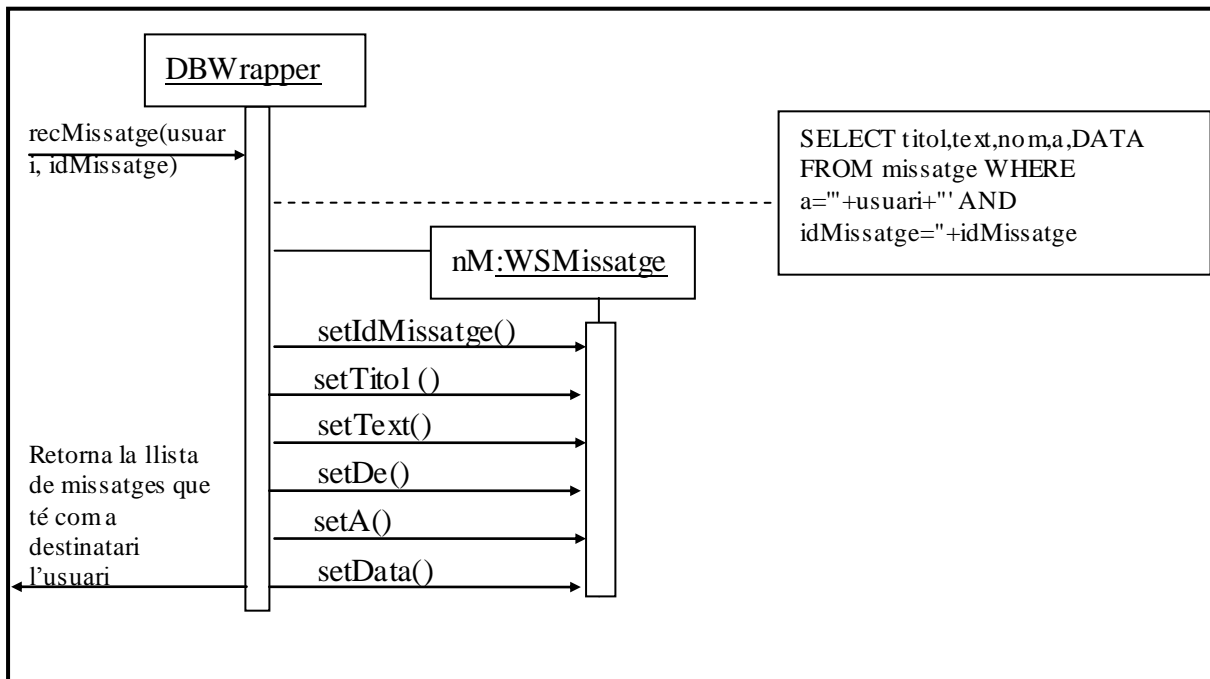 DBWrapper
recMissatge(usuar
i, idMissatge)
SELECT titol,text,nom,a,DATA
FROM missatge WHERE
a='"+usuari+"' AND
idMissatge="+idMissatge
nM:WSMissatge
setIdMissatge()
setTitol ()
setText()
setDe()
setA()
setData()
Retorna la llista
de missatges que
té com a
destinatari
l'usuari